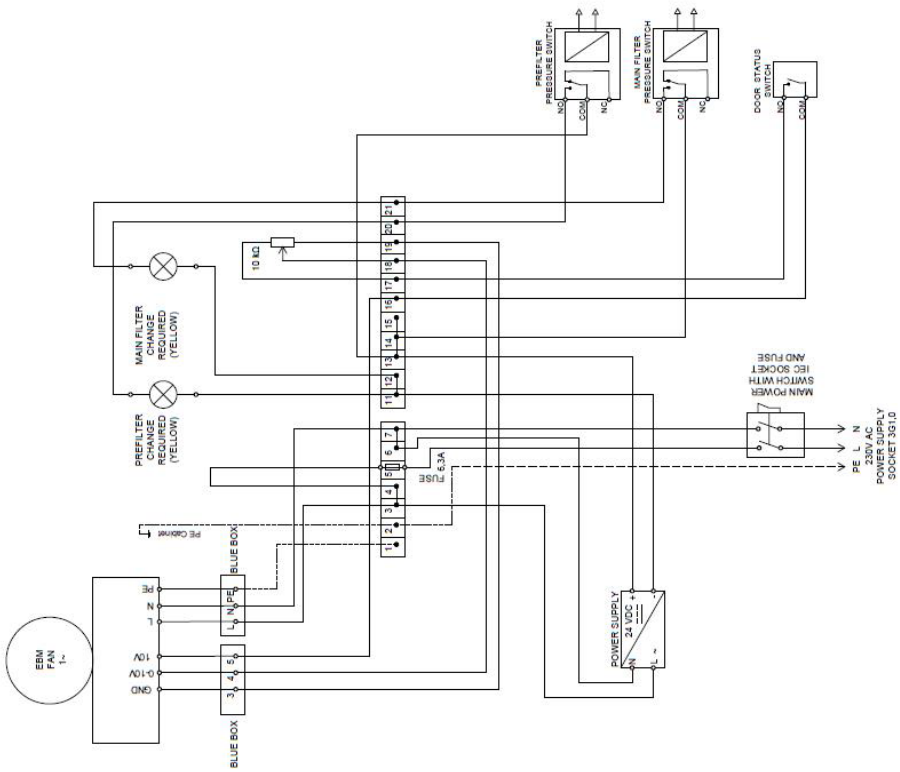 PREFILTER
PRESSURE SWITCH
NO
COM
NC
MAIN FILTER
PRESSURE SWITCH
NO
COM
NC
DOOR STATUS
SWITCH
NO
COM
21
20
19
18
17
16
15
14
13
12
11
10 kΩ
MAIN FILTER
CHANGE
REQUIRED
(YELLOW)
PREFILTER
CHANGE
REQUIRED
(YELLOW)
7
6
5
4
3
2
1
FUSE
6,3A
MAIN POWER
SWITCH WITH
IEC SOCKET
AND FUSE
PE L N
230V AC
POWER SUPPLY
SOCKET 3G1,0
PE Cabinet
BLUE BOX
L N PE
EBM
FAN
1~
PE
N
L
10V
0-10V
GND
3 4 5
BLUE BOX
POWER SUPPLY
24 VDC
+
-
N
L ~